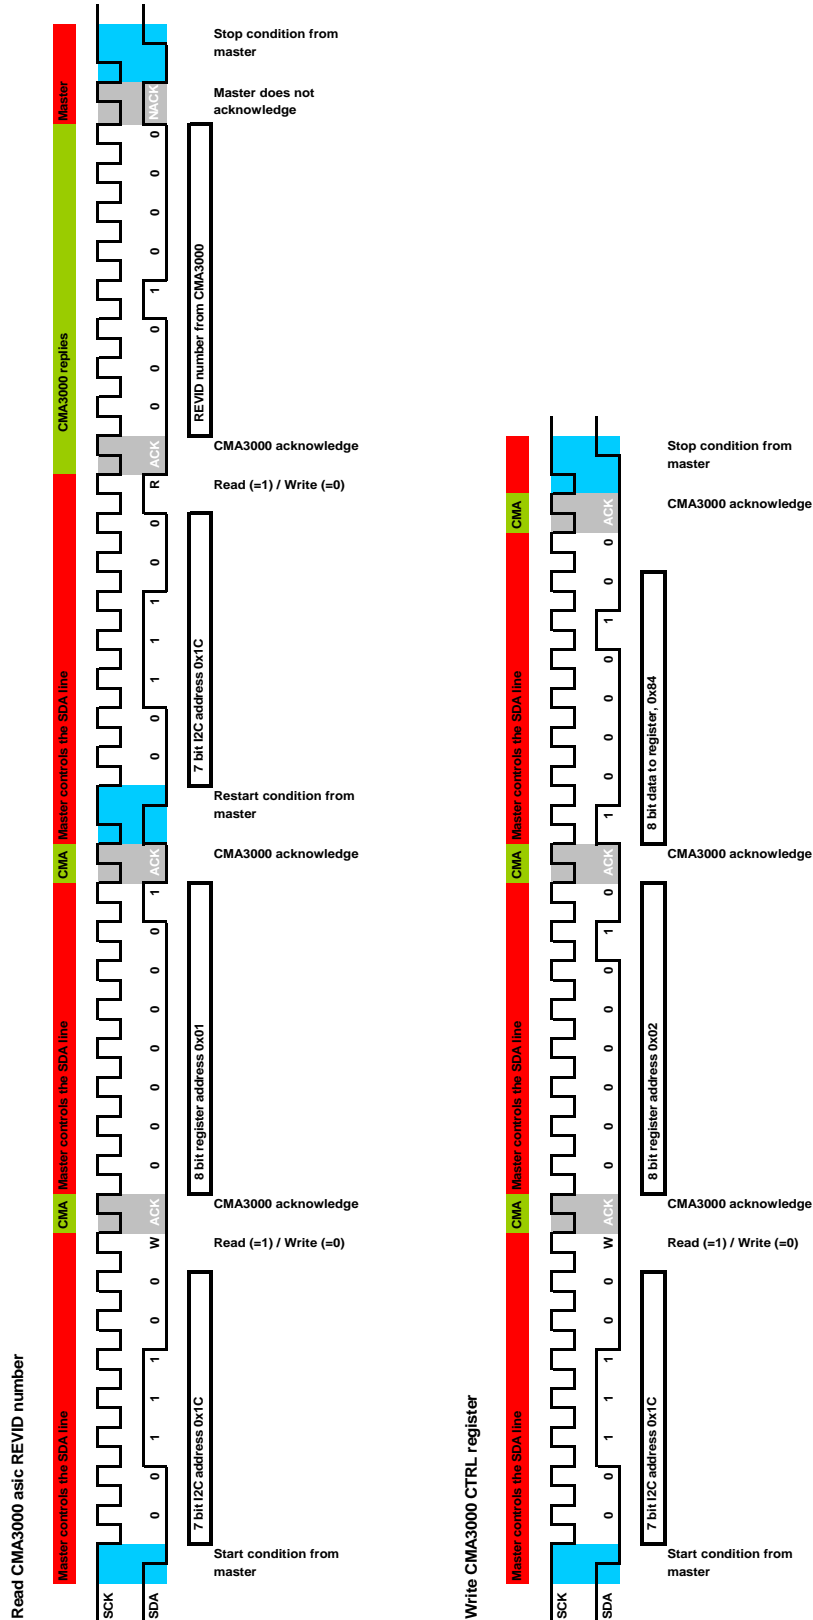 Read CMA3000 asic REVID number
Master controls the SDA line CMA Master controls the SDA line CMA Master controls the SDA line CMA3000 replies Master
SCK
SDA 0 0 1 1 1 0 0 W ACK 0 0 0 0 0 0 0 1 ACK 0 0 1 1 1 0 0 R ACK 0 0 0 1 0 0 0 0 NACK
7 bit I2C address 0x1C 8 bit register address 0x01 7 bit I2C address 0x1C REVID number from CMA3000
Start condition from
master
Read (=1) / Write (=0)
CMA3000 acknowledge
CMA3000 acknowledge
Restart condition from
master
Read (=1) / Write (=0)
CMA3000 acknowledge
Master does not
acknowledge
Stop condition from
master
Write CMA3000 CTRL register
Master controls the SDA line CMA Master controls the SDA line CMA Master controls the SDA line CMA
SCK
SDA 0 0 1 1 1 0 0 W ACK 0 0 0 0 0 0 1 0 ACK 1 0 0 0 0 1 0 0 ACK
7 bit I2C address 0x1C 8 bit register address 0x02 8 bit data to register, 0x84
Start condition from
master
Read (=1) / Write (=0)
CMA3000 acknowledge
CMA3000 acknowledge
CMA3000 acknowledge
Stop condition from
master